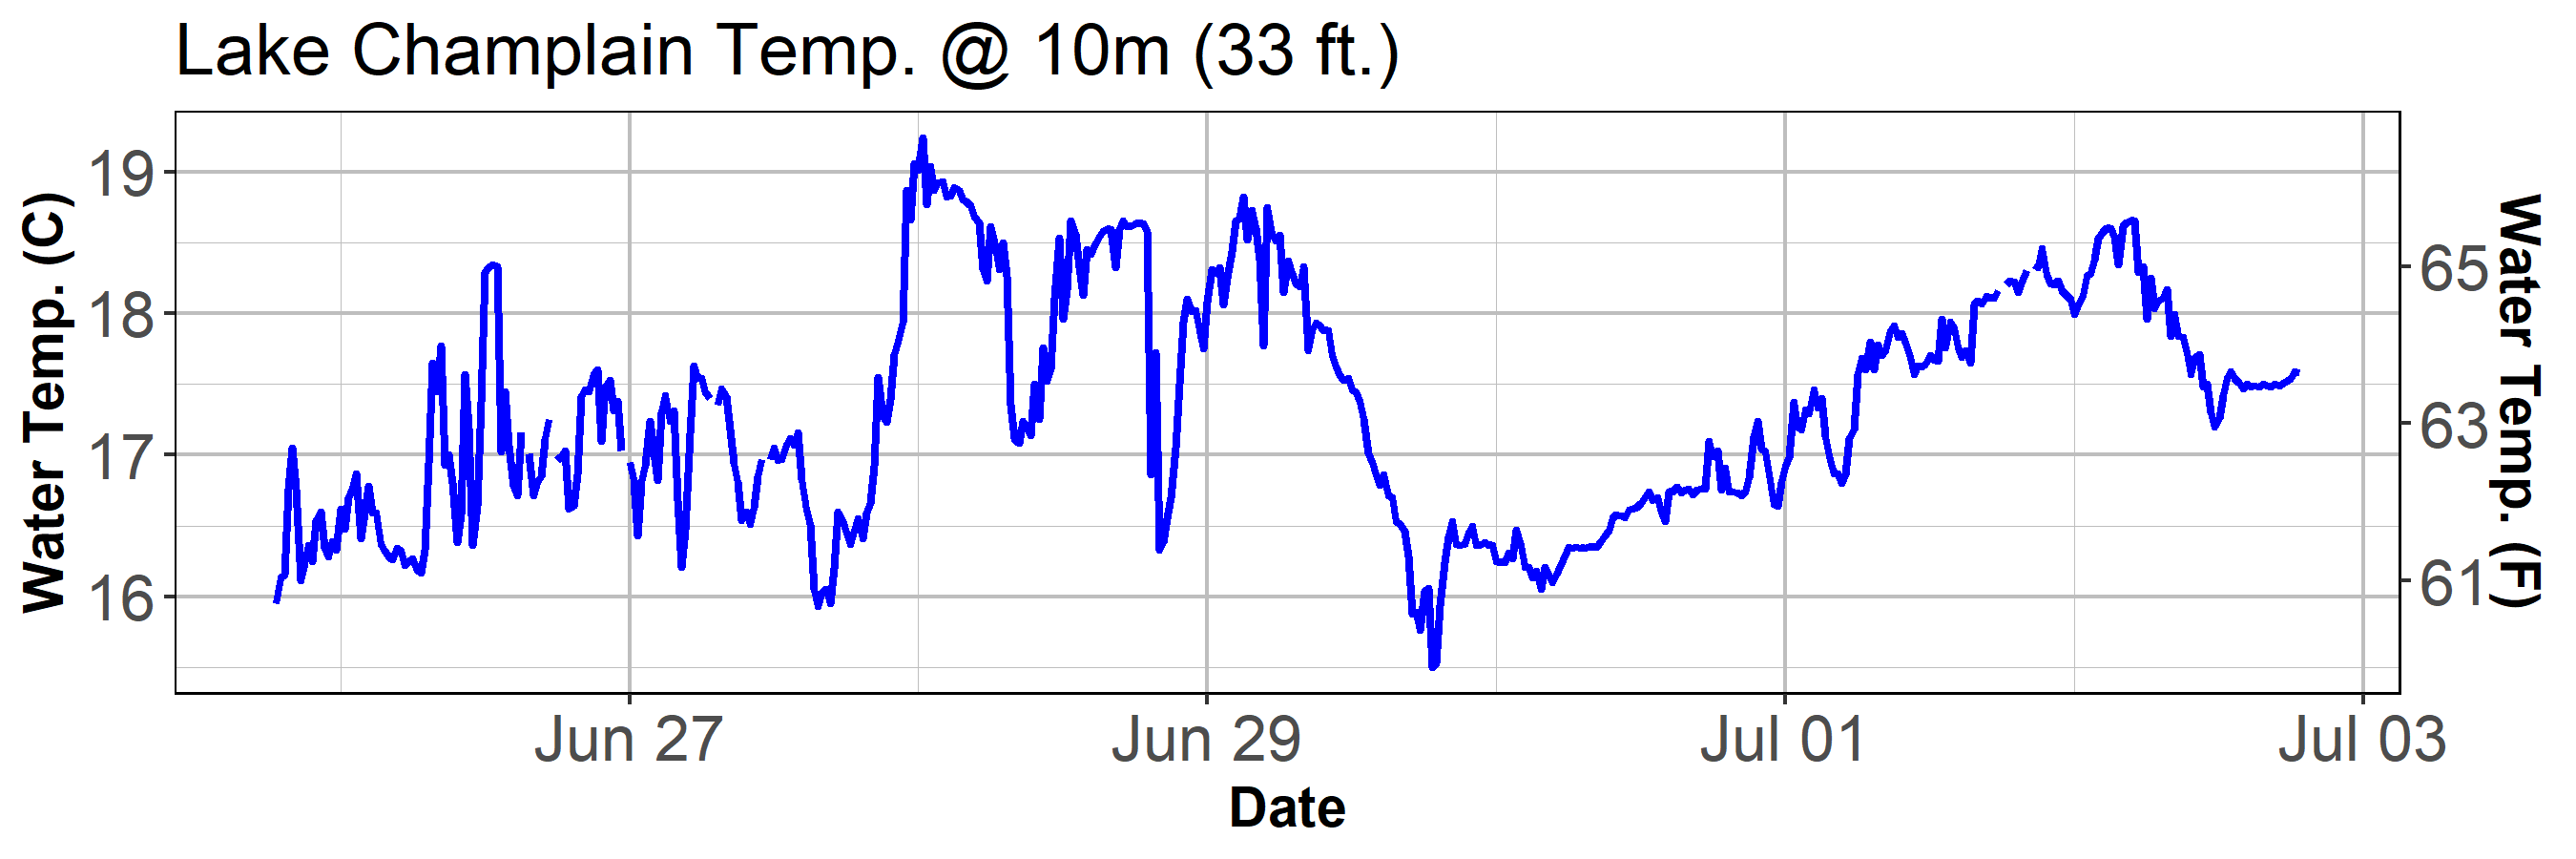 Lake Champlain Temp. @ 10m (33 ft.)
Water Temp. (C)
19
18
17
16
65
63
61
Water Temp. (F)
Jun 27
Jun 29
Jul 01
Jul 03
Date